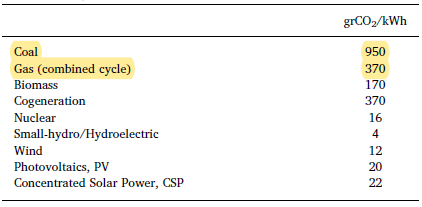 grCO₂/kWh
Coal 950
Gas (combined cycle) 370
Biomass 170
Cogeneration 370
Nuclear 16
Small-hydro/Hydroelectric 4
Wind 12
Photovoltaics, PV 20
Concentrated Solar Power, CSP 22